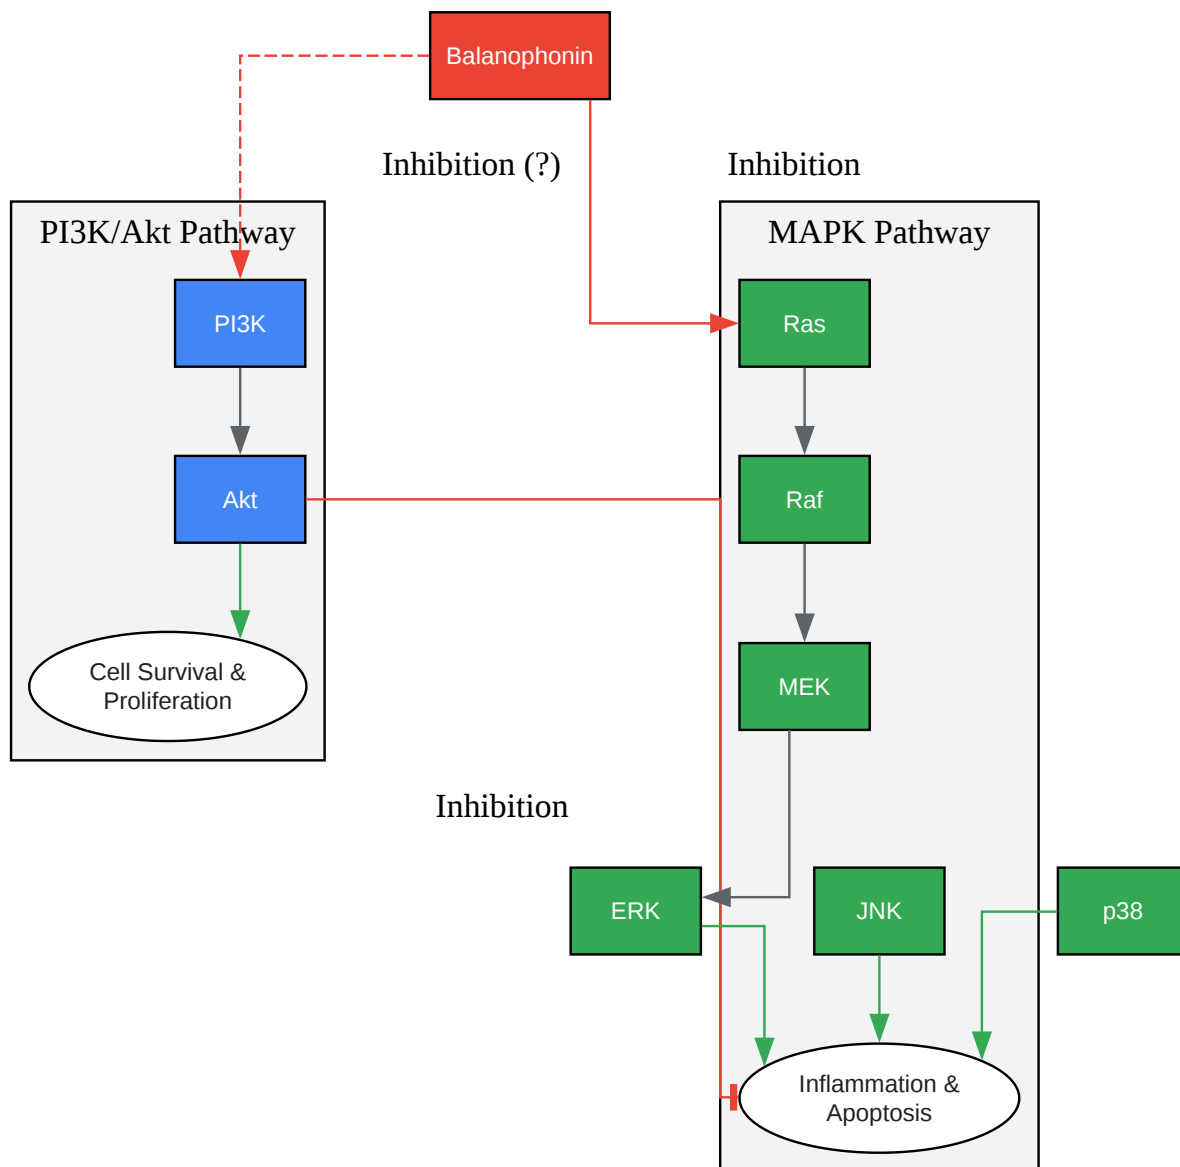 Balanophonin
Inhibition (?)
Inhibition
PI3K/Akt Pathway
MAPK Pathway
PI3K
Ras
Akt
Raf
Cell Survival &
Proliferation
MEK
Inhibition
ERK
JNK
p38
Inflammation &
Apoptosis